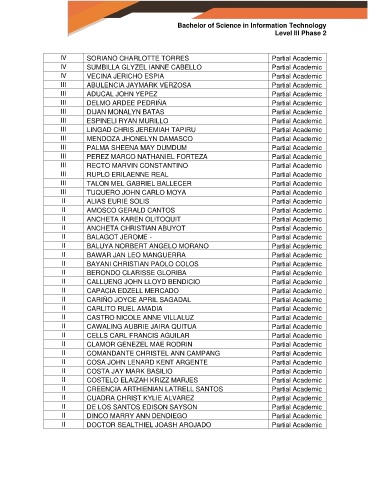 Bachelor of Science in Information Technology
Level III Phase 2
IV SORIANO CHARLOTTE TORRES Partial Academic
IV SUMBILLA GLYZEL IANNE CABELLO Partial Academic
IV VECINA JERICHO ESPIA Partial Academic
III ABULENCIA JAYMARK VERZOSA Partial Academic
III ADUCAL JOHN YEPEZ Partial Academic
III DELMO ARDEE PEDRIÑA Partial Academic
III DIJAN MONALYN BATAS Partial Academic
III ESPINELI RYAN MURILLO Partial Academic
III LINGAD CHRIS JEREMIAH TAPIRU Partial Academic
III MENDOZA JHONELYN DAMASCO Partial Academic
III PALMA SHEENA MAY DUMDUM Partial Academic
III PEREZ MARCO NATHANIEL FORTEZA Partial Academic
III RECTO MARVIN CONSTANTINO Partial Academic
III RUPLO ERILAENNE REAL Partial Academic
III TALON MEL GABRIEL BALLECER Partial Academic
III TUQUERO JOHN CARLO MOYA Partial Academic
II ALIAS EURIE SOLIS Partial Academic
II AMOSCO GERALD CANTOS Partial Academic
II ANCHETA KAREN OLITOQUIT Partial Academic
II ANCHETA CHRISTIAN ABUYOT Partial Academic
II BALAGOT JEROME - Partial Academic
II BALUYA NORBERT ANGELO MORANO Partial Academic
II BAWAR JAN LEO MANGUERRA Partial Academic
II BAYANI CHRISTIAN PAOLO COLOS Partial Academic
II BERONDO CLARISSE GLORIBA Partial Academic
II CALLUENG JOHN LLOYD BENDICIO Partial Academic
II CAPACIA EDZELL MERCADO Partial Academic
II CARIÑO JOYCE APRIL SAGADAL Partial Academic
II CARLITO RUEL AMADIA Partial Academic
II CASTRO NICOLE ANNE VILLALUZ Partial Academic
II CAWALING AUBRIE JAIRA QUITUA Partial Academic
II CELLS CARL FRANCIS AGUILAR Partial Academic
II CLAMOR GENEZEL MAE RODRIN Partial Academic
II COMANDANTE CHRISTEL ANN CAMPANG Partial Academic
II COSA JOHN LENARD KENT ARGENTE Partial Academic
II COSTA JAY MARK BASILIO Partial Academic
II COSTELO ELAIZAH KRIZZ MARJES Partial Academic
II CREENCIA ARTHIENIAN LATRELL SANTOS Partial Academic
II CUADRA CHRIST KYLIE ALVAREZ Partial Academic
II DE LOS SANTOS EDISON SAYSON Partial Academic
II DINCO MARRY ANN DENDIEGO Partial Academic
II DOCTOR SEALTHIEL JOASH AROJADO Partial Academic